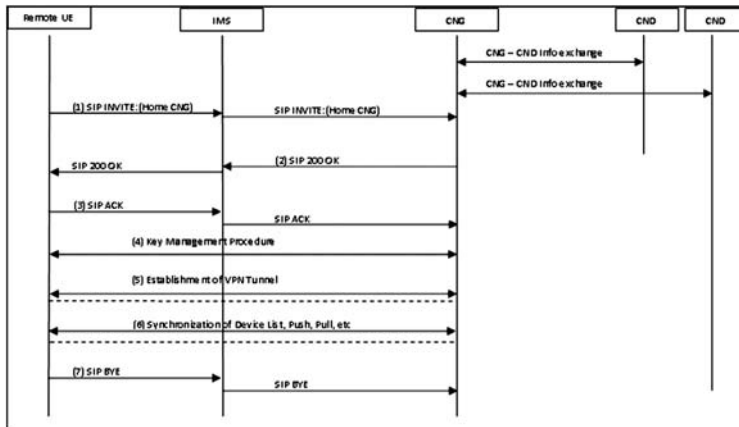 Remote UE
IMS
CNG
CND
CND
CNG – CND Info exchange
CNG – CND Info exchange
(1) SIP INVITE:(Home CNG)
SIP INVITE:(Home CNG)
SIP 200 OK
(2) SIP 200 OK
(3) SIP ACK
SIP ACK
(4) Key Management Procedure
(5) Establishment of VPN Tunnel
(6) Synchronization of Device List, Push, Pull, etc
(7) SIP BYE
SIP BYE